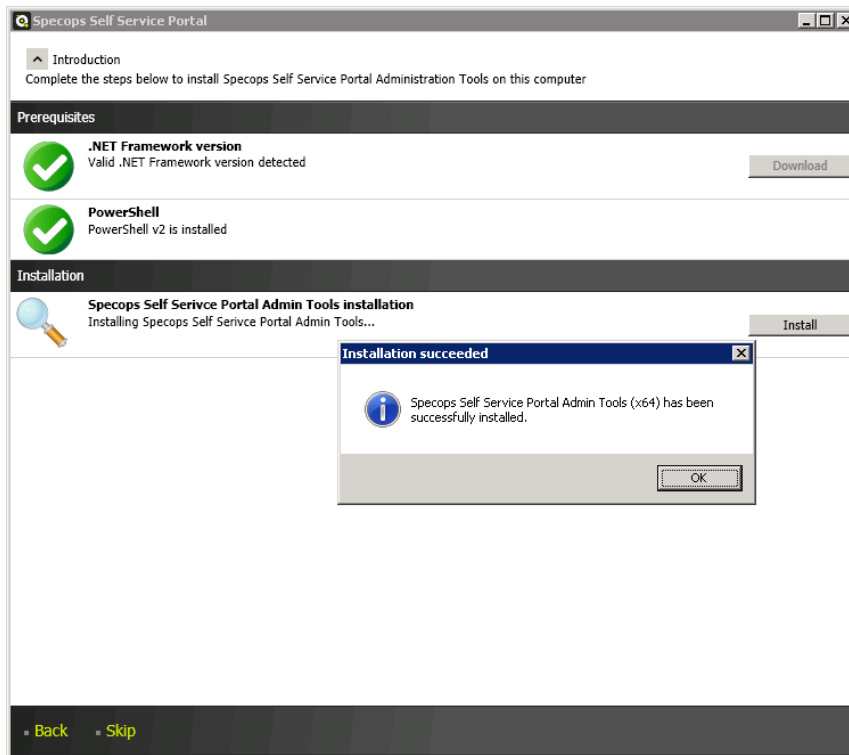 Specops Self Service Portal
Introduction
Complete the steps below to install Specops Self Service Portal Administration Tools on this computer
Prerequisites
.NET Framework version
Valid .NET Framework version detected
Download
PowerShell
PowerShell v2 is installed
Installation
Specops Self Serivce Portal Admin Tools installation
Installing Specops Self Serivce Portal Admin Tools...
Install
Installation succeeded
Specops Self Service Portal Admin Tools (x64) has been
successfully installed.
OK
Back
Skip